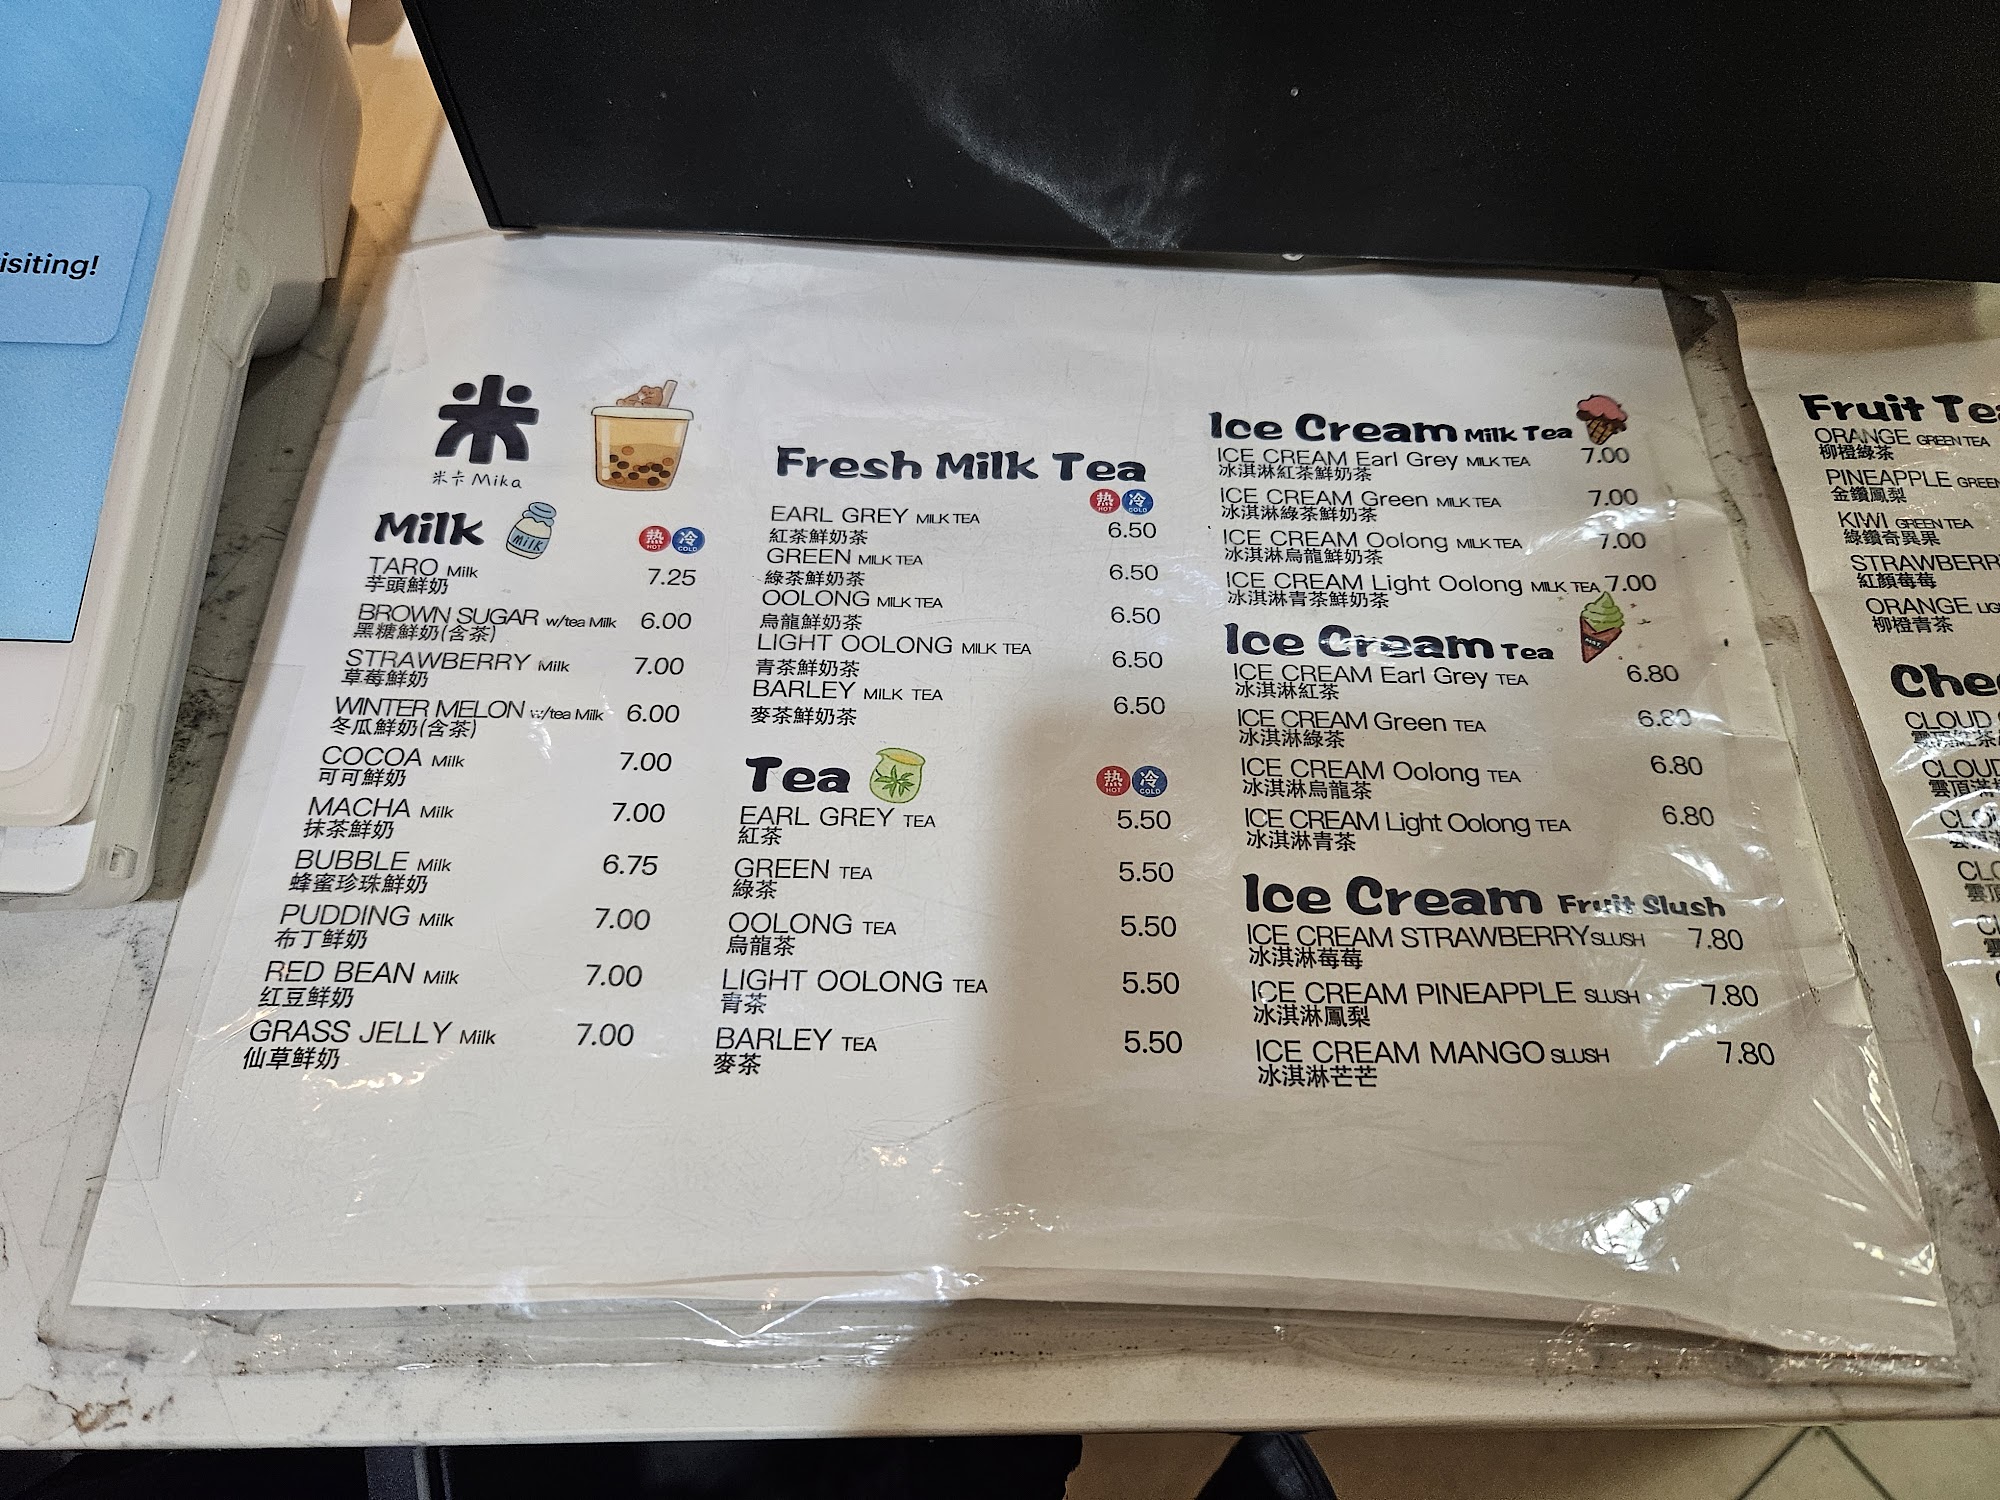 isiting!
米卡 Mika
Milk
Milk
热 HOT 冷 COLD
TARO Milk 7.25
芋頭鮮奶
BROWN SUGAR w/tea Milk 6.00
黑糖鮮奶(含茶)
STRAWBERRY Milk 7.00
草莓鮮奶
WINTER MELON w/tea Milk 6.00
冬瓜鮮奶(含茶)
COCOA Milk 7.00
可可鮮奶
MACHA Milk 7.00
抹茶鮮奶
BUBBLE Milk 6.75
蜂蜜珍珠鮮奶
PUDDING Milk 7.00
布丁鮮奶
RED BEAN Milk 7.00
红豆鮮奶
GRASS JELLY Milk 7.00
仙草鮮奶
Fresh Milk Tea
热 HOT 冷 COLD
EARL GREY MILK TEA 6.50
紅茶鮮奶茶
GREEN MILK TEA 6.50
綠茶鮮奶茶
OOLONG MILK TEA 6.50
烏龍鮮奶茶
LIGHT OOLONG MILK TEA 6.50
青茶鮮奶茶
BARLEY MILK TEA 6.50
麥茶鮮奶茶
Tea
热 HOT 冷 COLD
EARL GREY TEA 5.50
紅茶
GREEN TEA 5.50
綠茶
OOLONG TEA 5.50
烏龍茶
LIGHT OOLONG TEA 5.50
青茶
BARLEY TEA 5.50
麥茶
Ice Cream Milk Tea
ICE CREAM Earl Grey MILK TEA 7.00
冰淇淋紅茶鮮奶茶
ICE CREAM Green MILK TEA 7.00
冰淇淋綠茶鮮奶茶
ICE CREAM Oolong MILK TEA 7.00
冰淇淋烏龍鮮奶茶
ICE CREAM Light Oolong MILK TEA 7.00
冰淇淋青茶鮮奶茶
Ice Cream Tea
ICE CREAM Earl Grey TEA 6.80
冰淇淋紅茶
ICE CREAM Green TEA 6.80
冰淇淋綠茶
ICE CREAM Oolong TEA 6.80
冰淇淋烏龍茶
ICE CREAM Light Oolong TEA 6.80
冰淇淋青茶
Ice Cream Fruit Slush
ICE CREAM STRAWBERRY SLUSH 7.80
冰淇淋莓莓
ICE CREAM PINEAPPLE SLUSH 7.80
冰淇淋鳳梨
ICE CREAM MANGO SLUSH 7.80
冰淇淋芒芒
Fruit Tea
ORANGE GREEN TEA
柳橙綠茶
PINEAPPLE GREEN
金鑽鳳梨
KIWI GREEN TEA
綠鑽奇異果
STRAWBERR
紅顏莓莓
ORANGE LIG
柳橙青茶
Che
CLOUD
雲頂紅茶
CLOUD
雲頂
CLOU
CLO
雲頂
CL
雲